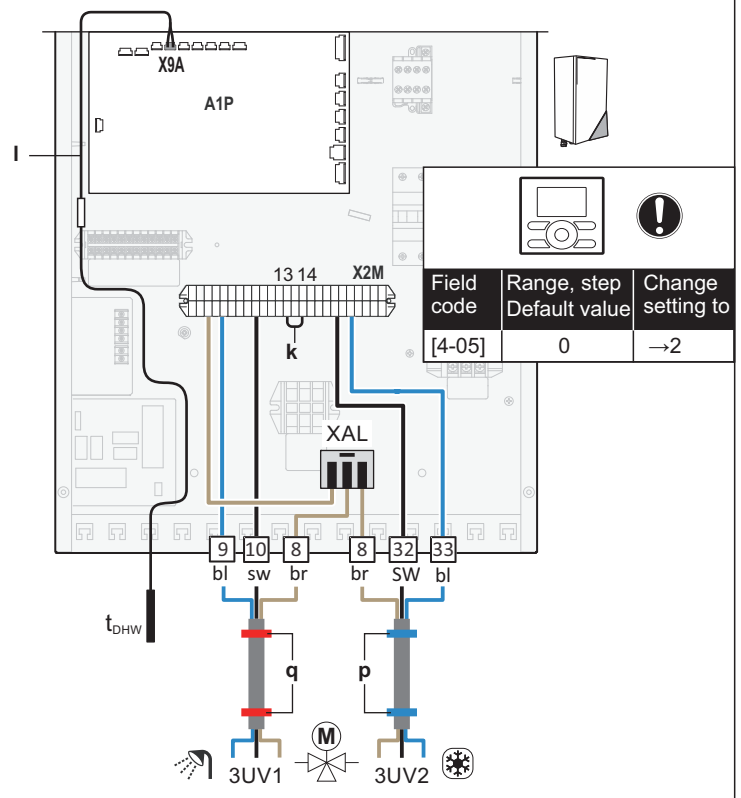 X9A
A1P
l
13 14
X2M
k
Field code
Range, step
Default value
Change setting to
[4-05]
0
→2
XAL
9
10
8
8
32
33
bl
sw
br
br
SW
bl
tDHW
q
p
M
3UV1
3UV2